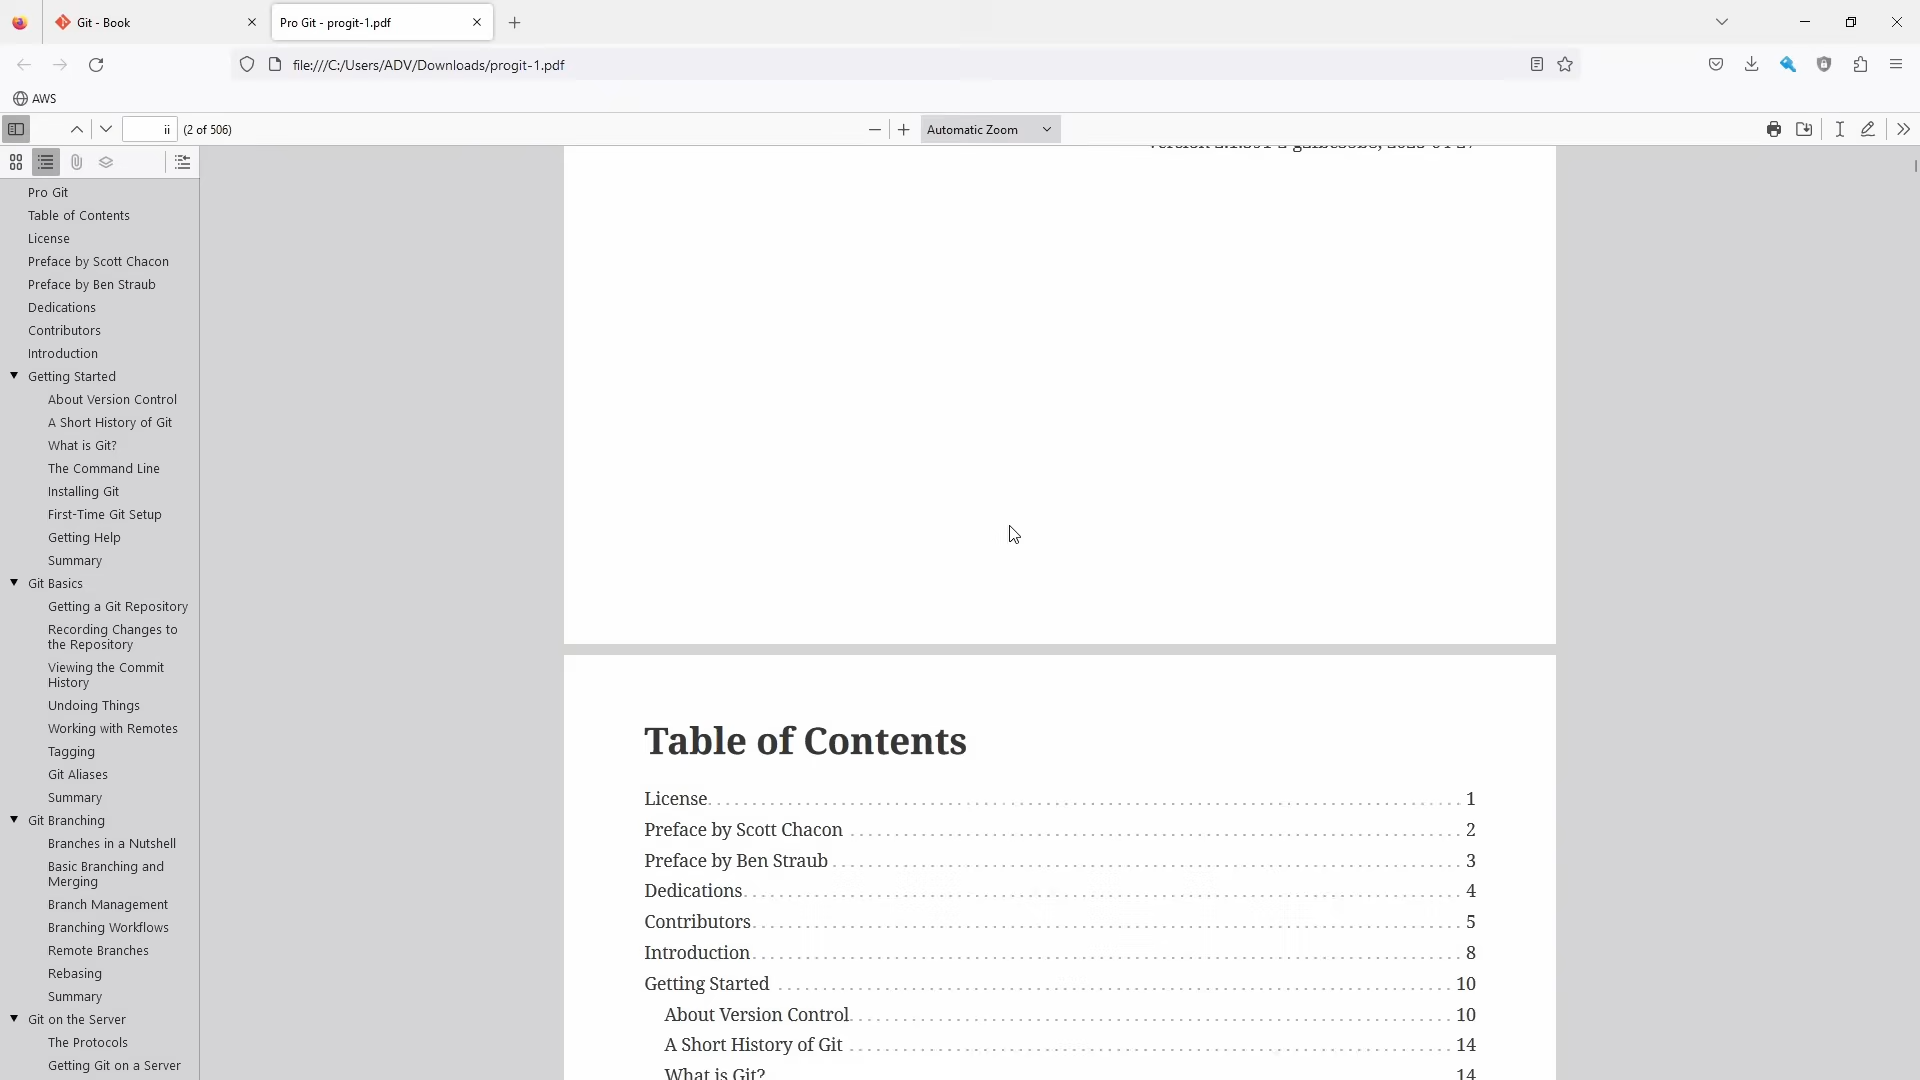 Git - Book
Pro Git - progit-1.pdf
file:///C:/Users/ADV/Downloads/progit-1.pdf
AWS
ii (2 of 506)
Automatic Zoom
Pro Git
Table of Contents
License
Preface by Scott Chacon
Preface by Ben Straub
Dedications
Contributors
Introduction
Getting Started
About Version Control
A Short History of Git
What is Git?
The Command Line
Installing Git
First-Time Git Setup
Getting Help
Summary
Git Basics
Getting a Git Repository
Recording Changes to
the Repository
Viewing the Commit
History
Undoing Things
Working with Remotes
Tagging
Git Aliases
Summary
Git Branching
Branches in a Nutshell
Basic Branching and
Merging
Branch Management
Branching Workflows
Remote Branches
Rebasing
Summary
Git on the Server
The Protocols
Getting Git on a Server
Table of Contents
License 1
Preface by Scott Chacon 2
Preface by Ben Straub 3
Dedications 4
Contributors 5
Introduction 8
Getting Started 10
About Version Control 10
A Short History of Git 14
What is Git? 14